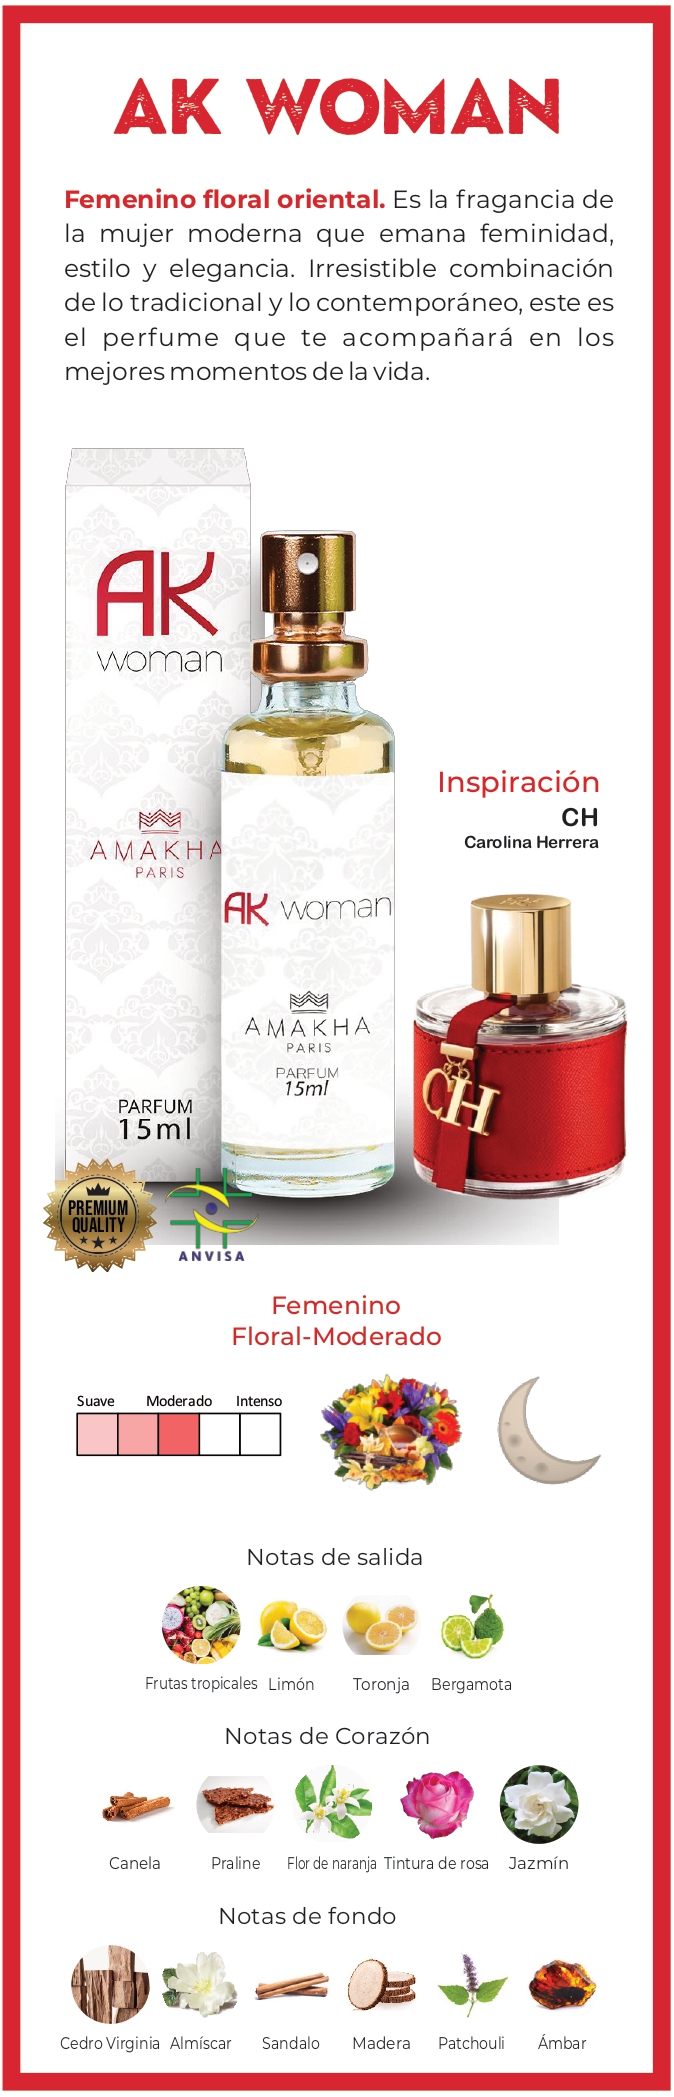 AK WOMAN
Femenino floral oriental. Es la fragancia de
la mujer moderna que emana feminidad,
estilo y elegancia. Irresistible combinación
de lo tradicional y lo contemporáneo, este es
el perfume que te acompañará en los
mejores momentos de la vida.
AK
woman
AMAKHA
PARIS
PARFUM
15ml
AK woman
AMAKHA
PARIS
PARFUM
15ml
Inspiración
CH
Carolina Herrera
CH
PREMIUM
QUALITY
ANVISA
Femenino
Floral-Moderado
Suave Moderado Intenso
Notas de salida
Frutas tropicales Limón Toronja Bergamota
Notas de Corazón
Canela Praline Flor de naranja Tintura de rosa Jazmín
Notas de fondo
Cedro Virginia Almíscar Sandalo Madera Patchouli Ámbar